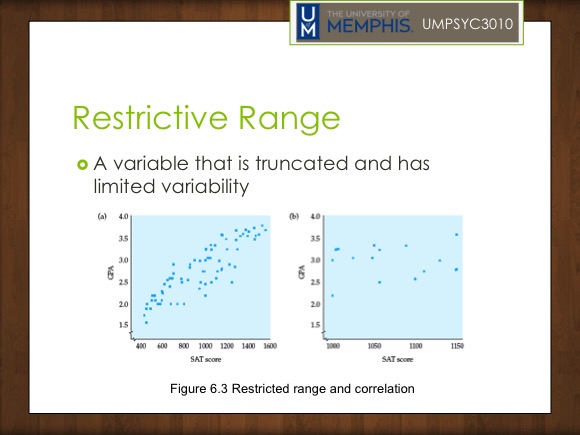 UM
THE UNIVERSITY OF
MEMPHIS.
UMPSYC3010
Restrictive Range
A variable that is truncated and has
limited variability
(a)
4.0
3.5
3.0
2.5
2.0
1.5
GPA
400 600 800 1000 1200 1400 1600
SAT score
(b)
4.0
3.5
3.0
2.5
2.0
1.5
GPA
1000 1050 1100 1150
SAT score
Figure 6.3 Restricted range and correlation